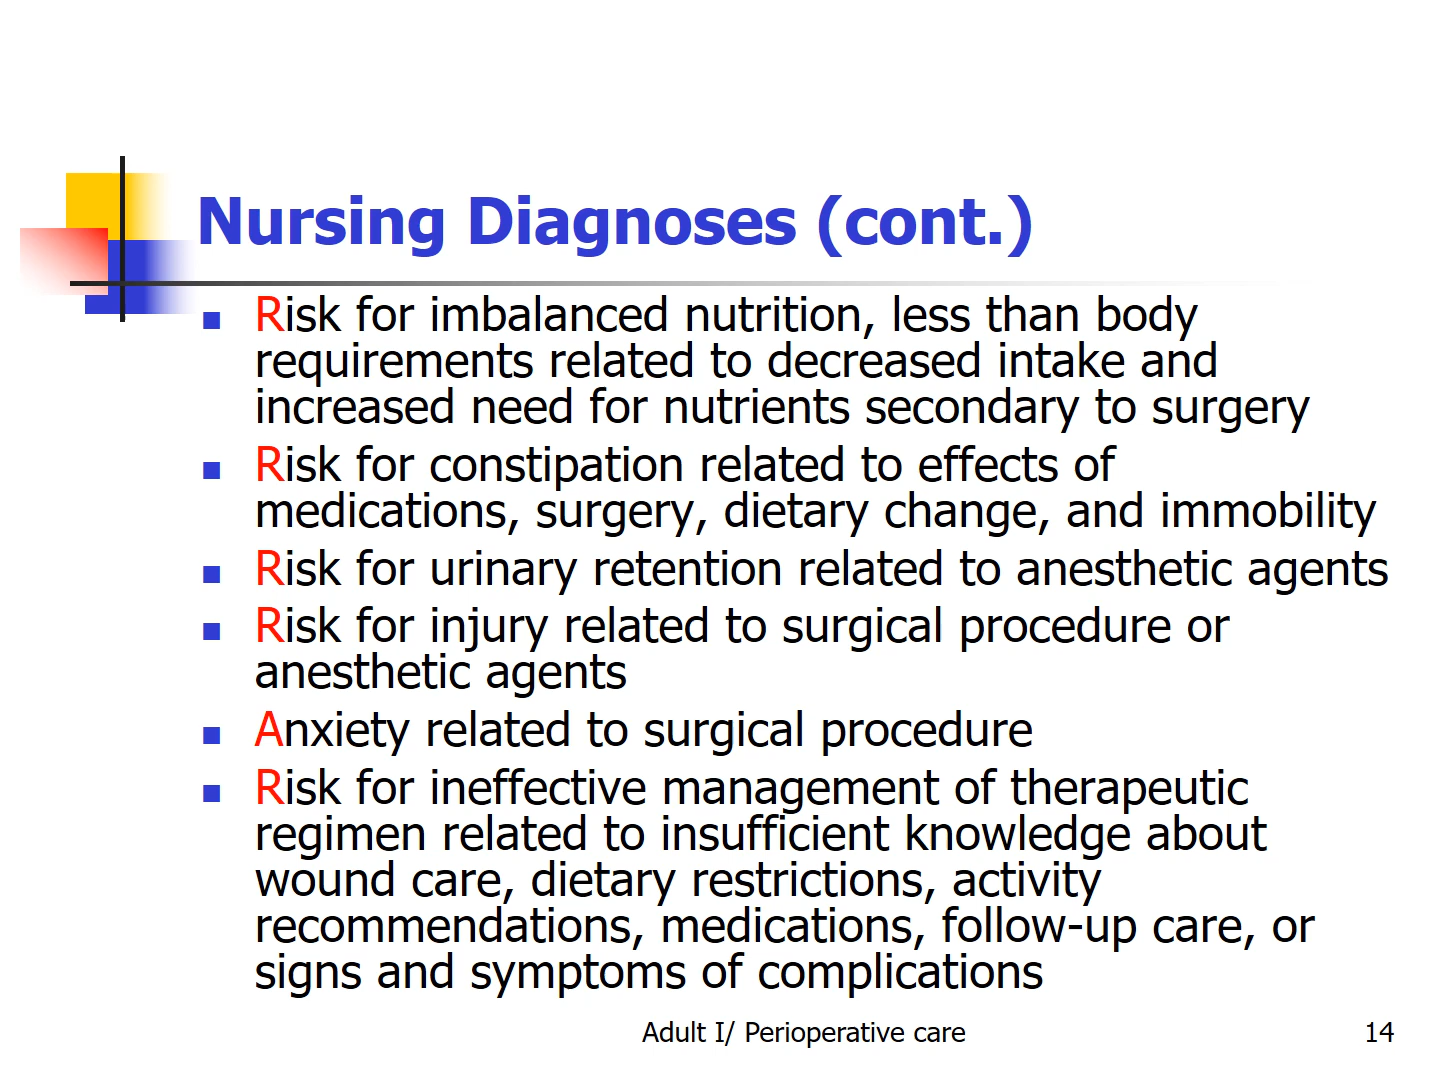 Nursing Diagnoses (cont.)
Risk for imbalanced nutrition, less than body
requirements related to decreased intake and
increased need for nutrients secondary to surgery
Risk for constipation related to effects of
medications, surgery, dietary change, and immobility
Risk for urinary retention related to anesthetic agents
Risk for injury related to surgical procedure or
anesthetic agents
Anxiety related to surgical procedure
Risk for ineffective management of therapeutic
regimen related to insufficient knowledge about
wound care, dietary restrictions, activity
recommendations, medications, follow-up care, or
signs and symptoms of complications
Adult I/ Perioperative care
14